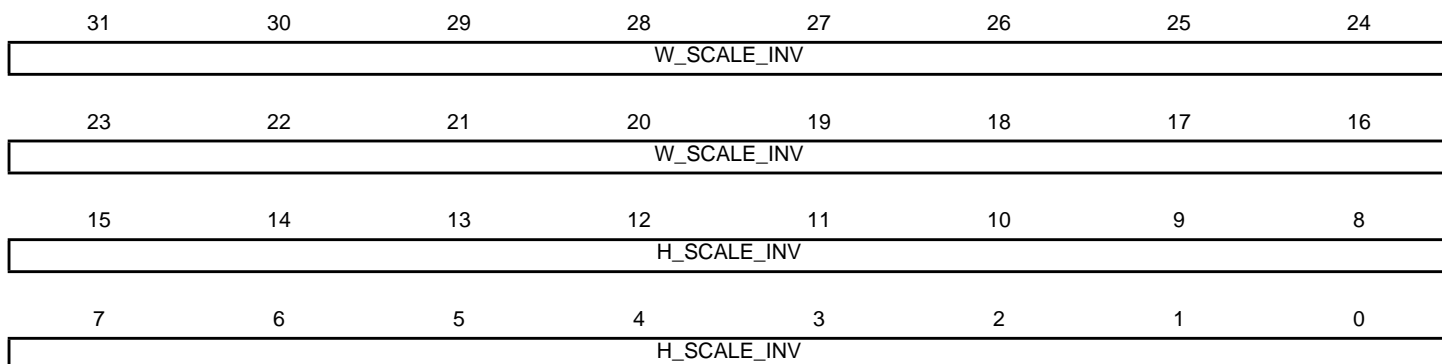 31 30 29 28 27 26 25 24
W_SCALE_INV
23 22 21 20 19 18 17 16
W_SCALE_INV
15 14 13 12 11 10 9 8
H_SCALE_INV
7 6 5 4 3 2 1 0
H_SCALE_INV